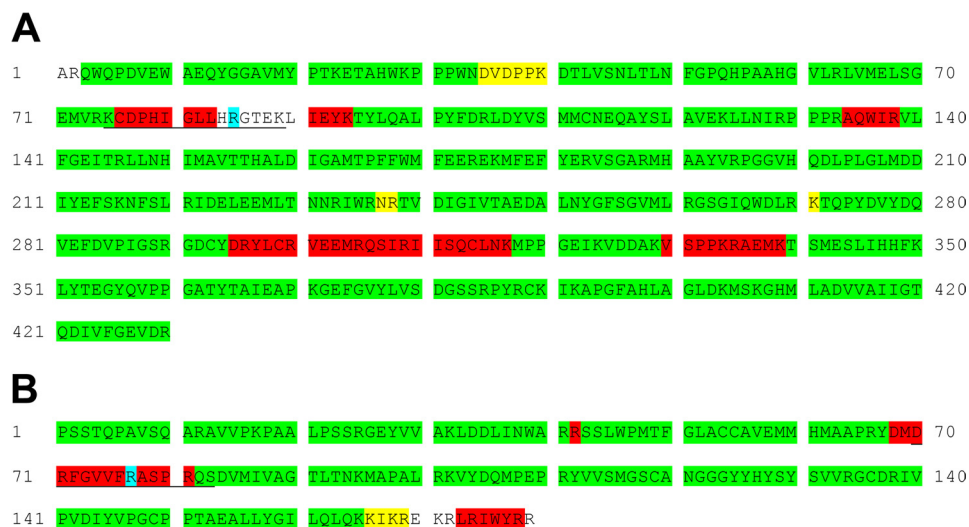 A
1 ARQWQPDVEW AEQYGGAVMY PTKETAHWKP PPWNDVDPPK DTLVSNLTLN FGPQHPAAHG VLRLVMELSG 70
71 EMVRKCDPHI GLLHRGTEKL IEYKTYLQAL PYFDRLDYVS MMCNEQAYSL AVEKLLNIRP PPRAQWIRVL 140
141 FGEITRLLNH IMAVTTHALD IGAMTPFFWM FEEREKMFEF YERVSGARMH AAYVRPGGVH QDLPLGLMDD 210
211 IYEFSKNFSL RIDELEEMLT NNRIWRNRTV DIGIVTAEDA LNYGFSGVML RGSGIQWDLR KTQPYDVYDQ 280
281 VEFDVPIGSR GDCYDRYLCR VEEMRQSIRI ISQCLNKMPP GEIKVDDAKV SPPKRAEMKT SMESLIHHFK 350
351 LYTEGYQVPP GATYTAIEAP KGEFGVYLVS DGSSRPYRCK IKAPGFAHLA GLDKMSKGHM LADVVAIIGT 420
421 QDIVFGEVDR
B
1 PSSTQPAVSQ ARAVVPKPAA LPSSRGEYVV AKLDDLINWA RRSSLWPMTF GLACCAVEMM HMAAPRYDMD 70
71 RFGVVFRASP RQSDVMIVAG TLTNKMAPAL RKVYDQMPEP RYVVSMGSCA NGGGYYHYSY SVVRGCDRIV 140
141 PVDIYVPGCP PTAEALLYGI LQLQKKIKRE KRLRIWYRR